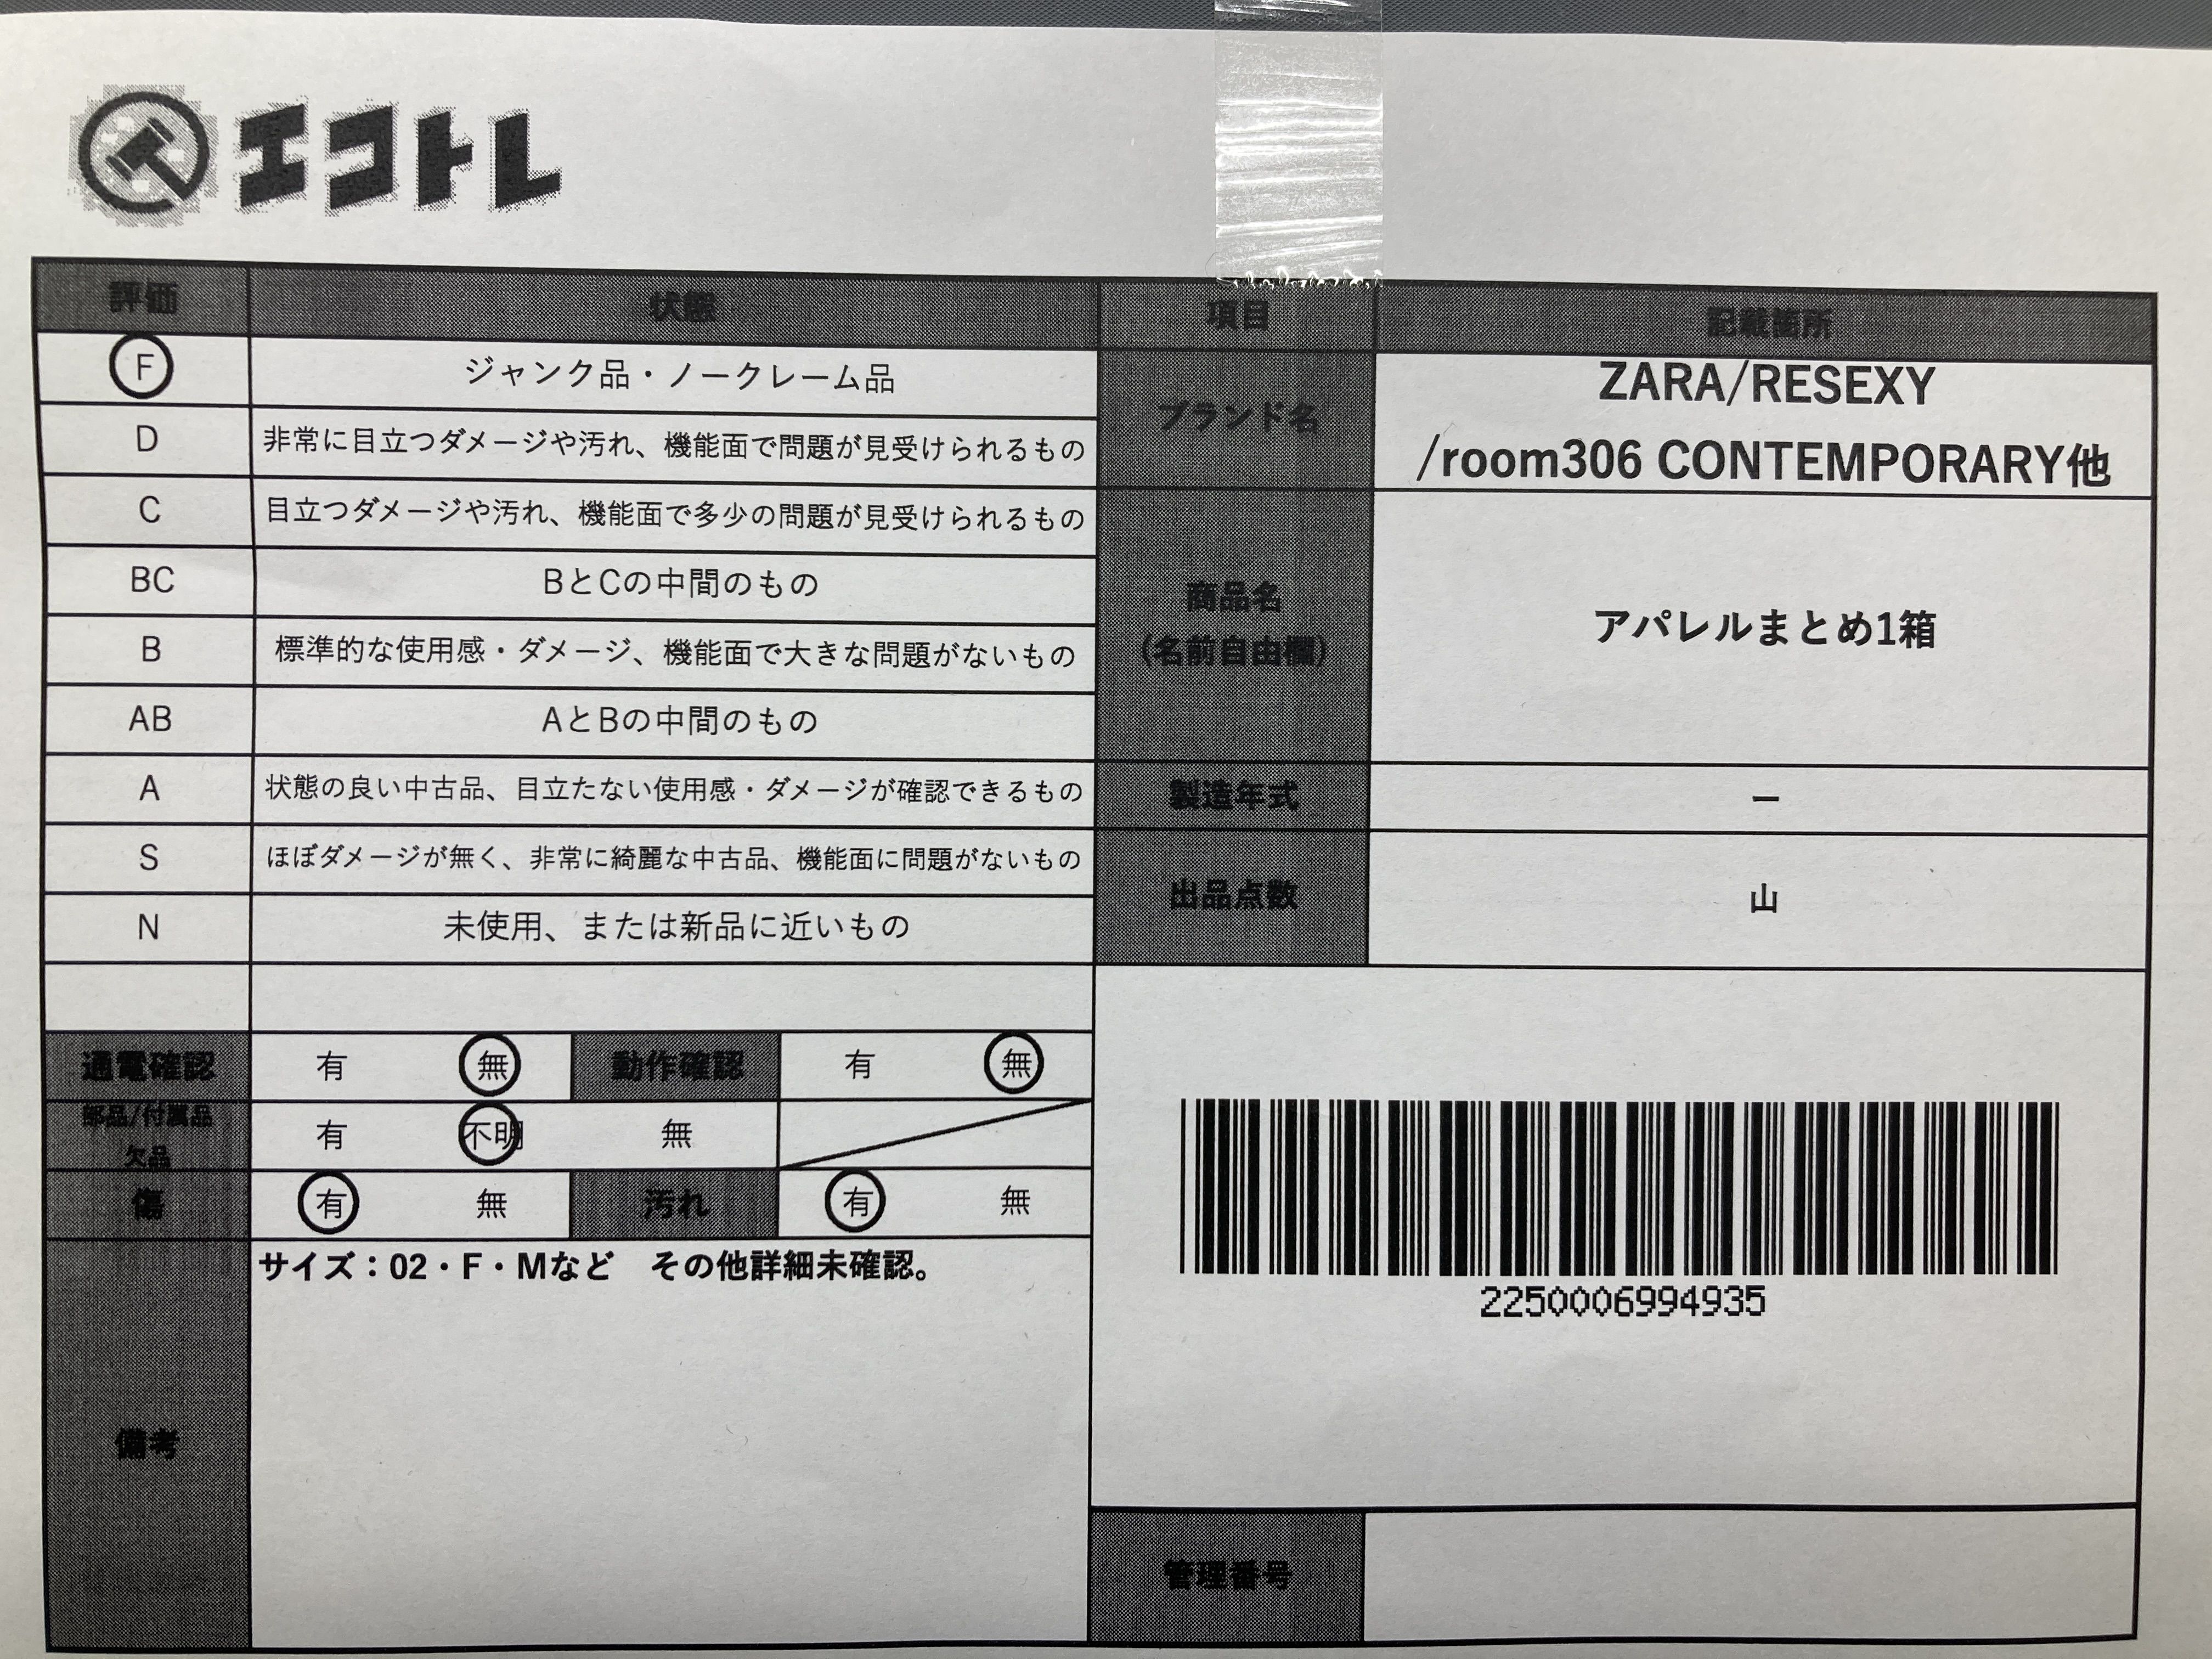 エコトレ
評価 状態 項目 記載箇所
F ジャンク品・ノークレーム品
D 非常に目立つダメージや汚れ、機能面で問題が見受けられるもの
C 目立つダメージや汚れ、機能面で多少の問題が見受けられるもの
BC BとCの中間のもの
B 標準的な使用感・ダメージ、機能面で大きな問題がないもの
AB AとBの中間のもの
A 状態の良い中古品、目立たない使用感・ダメージが確認できるもの
S ほぼダメージが無く、非常に綺麗な中古品、機能面に問題がないもの
N 未使用、または新品に近いもの
ブランド名 ZARA/RESEXY
/room306 CONTEMPORARY他
商品名
(名前自由欄)
アパレルまとめ1箱
製造年式 ー
出品点数 山
通電確認 有 無 動作確認 有 無
部品/付属品
欠品
有 不明 無
傷 有 無 汚れ 有 無
備考
サイズ：02・F・Mなど　その他詳細未確認。
2250006994935
管理番号